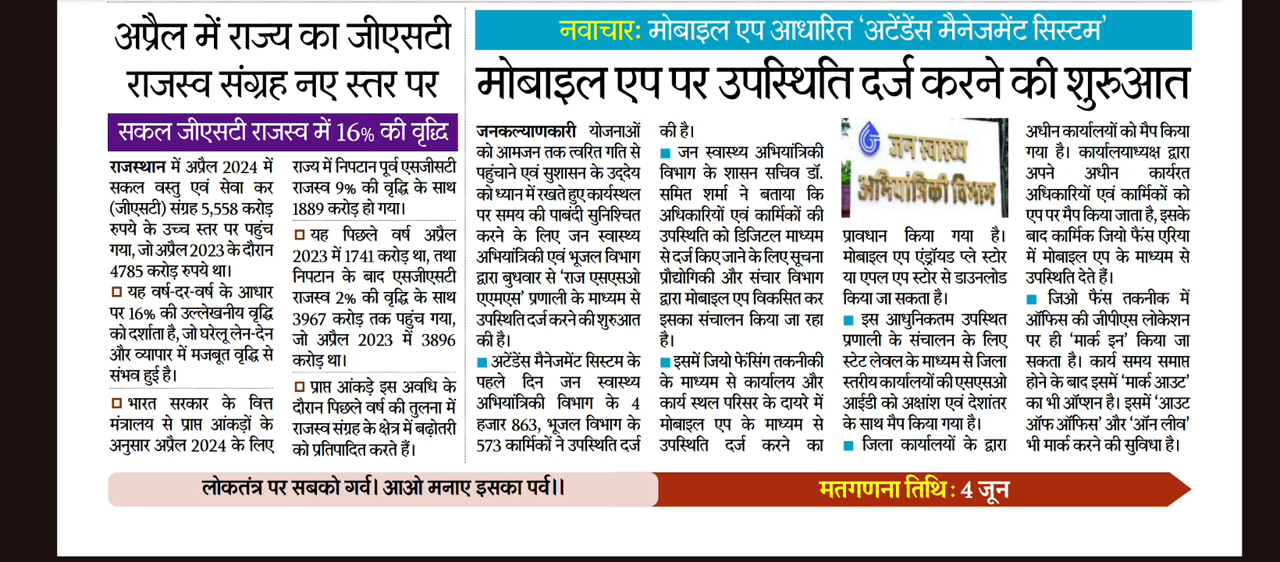 अप्रैल में राज्य का जीएसटी
राजस्व संग्रह नए स्तर पर
सकल जीएसटी राजस्व में 16% की वृद्धि
राजस्थान में अप्रैल 2024 में
सकल वस्तु एवं सेवा कर
(जीएसटी) संग्रह 5,558 करोड़
रुपये के उच्च स्तर पर पहुंच
गया, जो अप्रैल 2023 के दौरान
4785 करोड़ रुपये था।
यह वर्ष-दर-वर्ष के आधार
पर 16% की उल्लेखनीय वृद्धि
को दर्शाता है, जो घरेलू लेन-देन
और व्यापार में मजबूत वृद्धि से
संभव हुई है।
भारत सरकार के वित्त
मंत्रालय से प्राप्त आंकड़ों के
अनुसार अप्रैल 2024 के लिए
राज्य में निपटान पूर्व एसजीएसटी
राजस्व 9% की वृद्धि के साथ
1889 करोड़ हो गया।
यह पिछले वर्ष अप्रैल
2023 में 1741 करोड़ था, तथा
निपटान के बाद एसजीएसटी
राजस्व 2% की वृद्धि के साथ
3967 करोड़ तक पहुंच गया,
जो अप्रैल 2023 में 3896
करोड़ था।
प्राप्त आंकड़े इस अवधि के
दौरान पिछले वर्ष की तुलना में
राजस्व संग्रह के क्षेत्र में बढ़ोतरी
को प्रतिपादित करते हैं।
नवाचार: मोबाइल एप आधारित ‘अटेंडेंस मैनेजमेंट सिस्टम’
मोबाइल एप पर उपस्थिति दर्ज करने की शुरुआत
जनकल्याणकारी योजनाओं
को आमजन तक त्वरित गति से
पहुंचाने एवं सुशासन के उद्देश्य
को ध्यान में रखते हुए कार्यस्थल
पर समय की पाबंदी सुनिश्चित
करने के लिए जन स्वास्थ्य
अभियांत्रिकी एवं भूजल विभाग
द्वारा बुधवार से ‘राज एसएसओ
एएमएस’ प्रणाली के माध्यम से
उपस्थिति दर्ज करने की शुरुआत
की है।
अटेंडेंस मैनेजमेंट सिस्टम के
पहले दिन जन स्वास्थ्य
अभियांत्रिकी विभाग के 4
हजार 863, भूजल विभाग के
573 कार्मिकों ने उपस्थिति दर्ज
की है।
जन स्वास्थ्य अभियांत्रिकी
विभाग के शासन सचिव डॉ.
समित शर्मा ने बताया कि
अधिकारियों एवं कार्मिकों की
उपस्थिति को डिजिटल माध्यम
से दर्ज किए जाने के लिए सूचना
प्रौद्योगिकी और संचार विभाग
द्वारा मोबाइल एप विकसित कर
इसका संचालन किया जा रहा
है।
इसमें जियो फेंसिंग तकनीकी
के माध्यम से कार्यालय और
कार्य स्थल परिसर के दायरे में
मोबाइल एप के माध्यम से
उपस्थिति दर्ज करने का
जन स्वास्थ्य
अभियांत्रिकी विभाग
प्रावधान किया गया है।
मोबाइल एप एंड्रॉयड प्ले स्टोर
या एपल एप स्टोर से डाउनलोड
किया जा सकता है।
इस आधुनिकतम उपस्थित
प्रणाली के संचालन के लिए
स्टेट लेवल के माध्यम से जिला
स्तरीय कार्यालयों की एसएसओ
आईडी को अक्षांश एवं देशांतर
के साथ मैप किया गया है।
जिला कार्यालयों के द्वारा
अधीन कार्यालयों को मैप किया
गया है। कार्यालयाध्यक्ष द्वारा
अपने अधीन कार्यरत
अधिकारियों एवं कार्मिकों को
एप पर मैप किया जाता है, इसके
बाद कार्मिक जियो फैंस एरिया
में मोबाइल एप के माध्यम से
उपस्थिति देते हैं।
जिओ फैंस तकनीक में
ऑफिस की जीपीएस लोकेशन
पर ही ‘मार्क इन’ किया जा
सकता है। कार्य समय समाप्त
होने के बाद इसमें ‘मार्क आउट’
का भी ऑप्शन है। इसमें ‘आउट
ऑफ ऑफिस’ और ‘ऑन लीव’
भी मार्क करने की सुविधा है।
लोकतंत्र पर सबको गर्व। आओ मनाए इसका पर्व।।
मतगणना तिथि : 4 जून